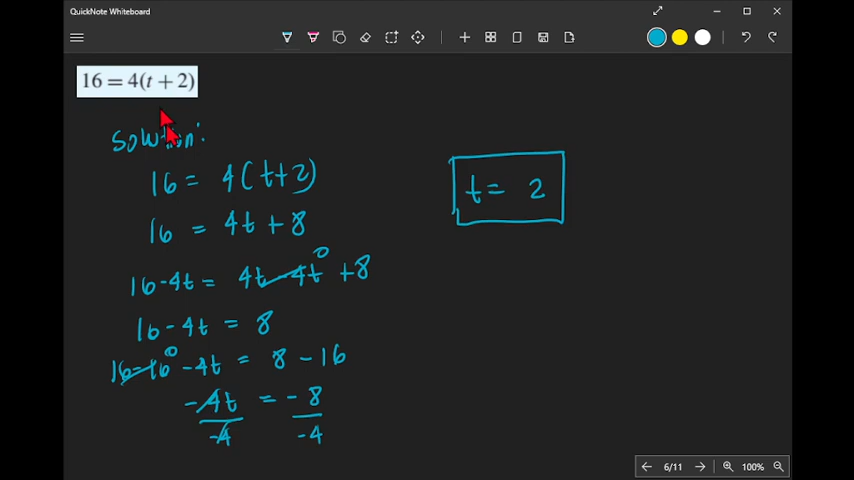 QuickNote Whiteboard
16 = 4(t + 2)
Solution:
16 = 4(t+2)
16 = 4t + 8
16-4t = 4t - 4t 0 + 8
16 - 4t = 8
16-16 0 - 4t = 8 - 16
-4t = -8
-4 -4
t = 2
6/11
100%